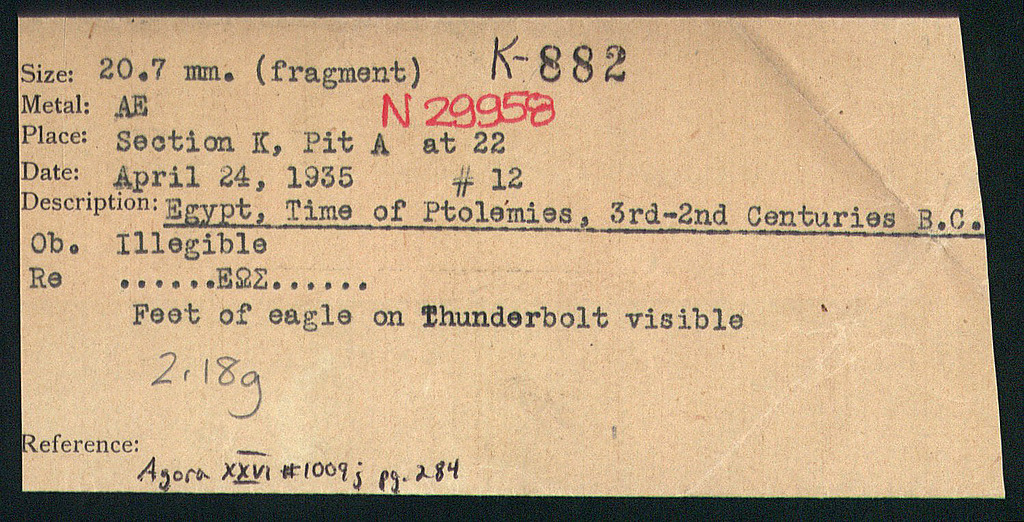 Size: 20.7 mm. (fragment) K-882
Metal: AE N 29958
Place: Section K, Pit A at 22
Date: April 24, 1935 # 12
Description: Egypt, Time of Ptolemies, 3rd-2nd Centuries B.C.
Ob. Illegible
Re ......ΕΩΣ......
Feet of eagle on Thunderbolt visible
2.18g
Reference:
Agora XXVI #1009j pg. 284